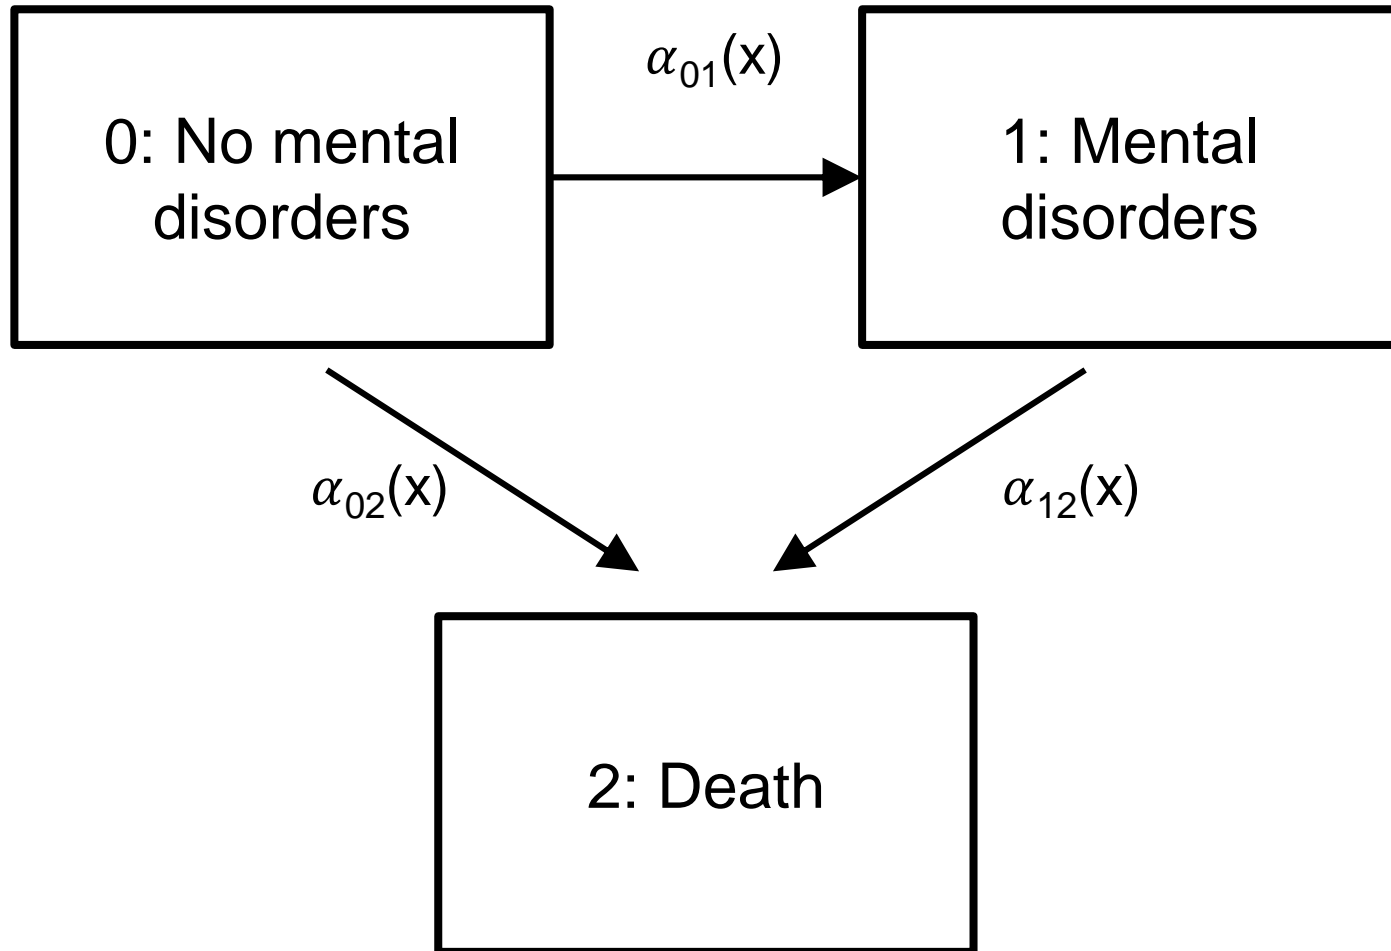 α₀₁(x)
0: No mental
disorders
1: Mental
disorders
α₀₂(x)
α₁₂(x)
2: Death